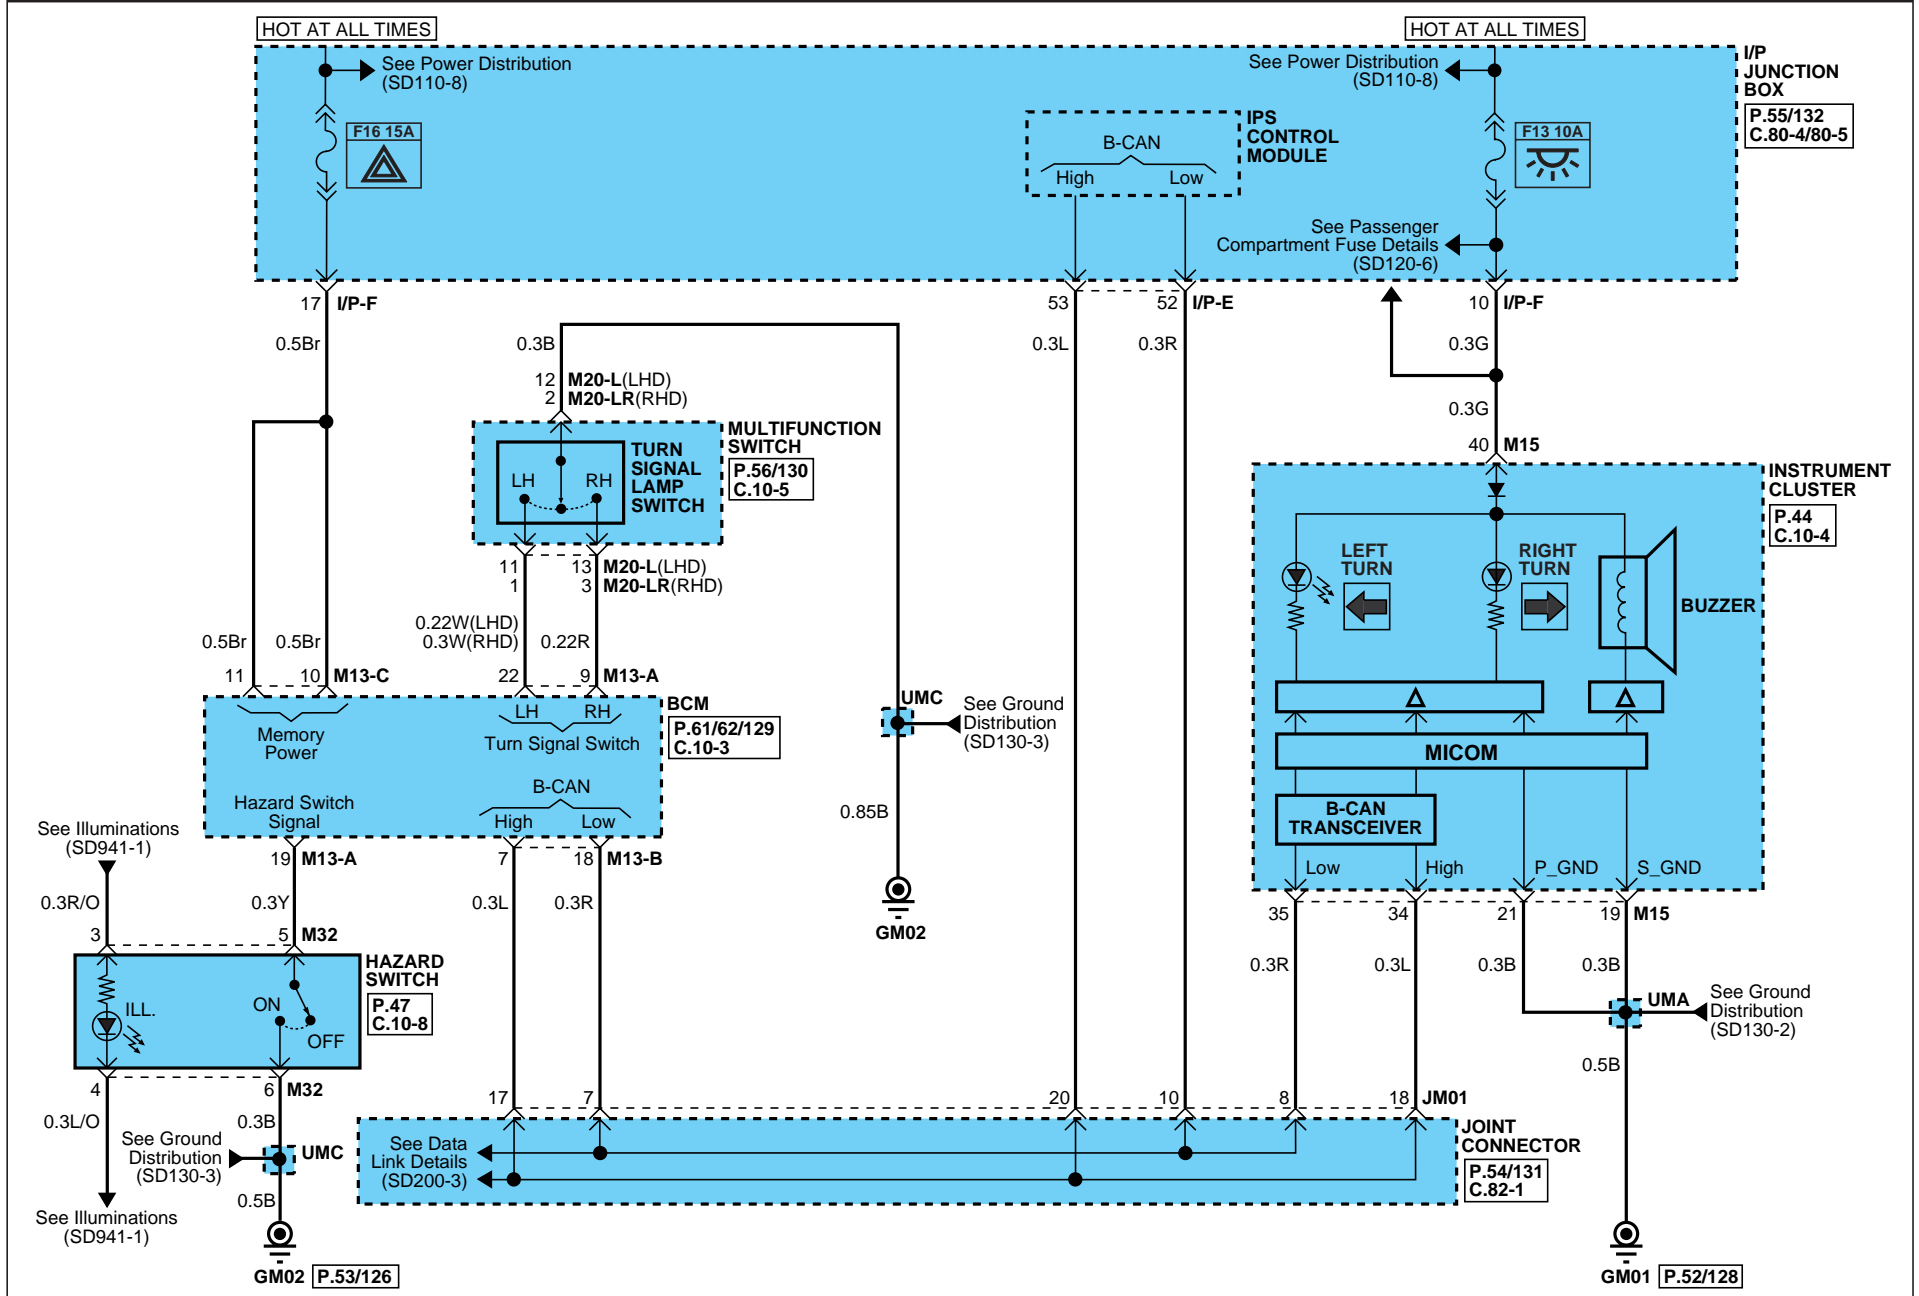 HOT AT ALL TIMES
HOT AT ALL TIMES
See Power Distribution
(SD110-8)
See Power Distribution
(SD110-8)
I/P
JUNCTION
BOX
P.55/132
C.80-4/80-5
F16 15A
IPS
CONTROL
MODULE
B-CAN
High
Low
F13 10A
See Passenger
Compartment Fuse Details
(SD120-6)
17 I/P-F
53
52 I/P-E
10 I/P-F
0.5Br
0.3B
0.3L
0.3R
0.3G
12 M20-L(LHD)
2 M20-LR(RHD)
0.3G
MULTIFUNCTION
SWITCH
P.56/130
C.10-5
TURN
SIGNAL
LAMP
SWITCH
LH
RH
40 M15
INSTRUMENT
CLUSTER
P.44
C.10-4
11
13 M20-L(LHD)
1
3 M20-LR(RHD)
LEFT
TURN
RIGHT
TURN
BUZZER
0.22W(LHD)
0.3W(RHD)
0.22R
0.5Br
0.5Br
11
10 M13-C
22
9 M13-A
BCM
P.61/62/129
C.10-3
LH
RH
Turn Signal Switch
Memory
Power
UMC
See Ground
Distribution
(SD130-3)
MICOM
B-CAN
High
Low
Hazard Switch
Signal
0.85B
B-CAN
TRANSCEIVER
See Illuminations
(SD941-1)
19 M13-A
7
18 M13-B
Low
High
P_GND
S_GND
0.3R/O
0.3Y
0.3L
0.3R
GM02
35
34
21
19 M15
3
5 M32
HAZARD
SWITCH
P.47
C.10-8
ILL.
ON
OFF
0.3R
0.3L
0.3B
0.3B
UMA
See Ground
Distribution
(SD130-2)
0.5B
4
6 M32
17
7
20
10
8
18 JM01
0.3L/O
0.3B
See Ground
Distribution
(SD130-3)
UMC
See Data
Link Details
(SD200-3)
JOINT
CONNECTOR
P.54/131
C.82-1
0.5B
See Illuminations
(SD941-1)
GM02 P.53/126
GM01 P.52/128